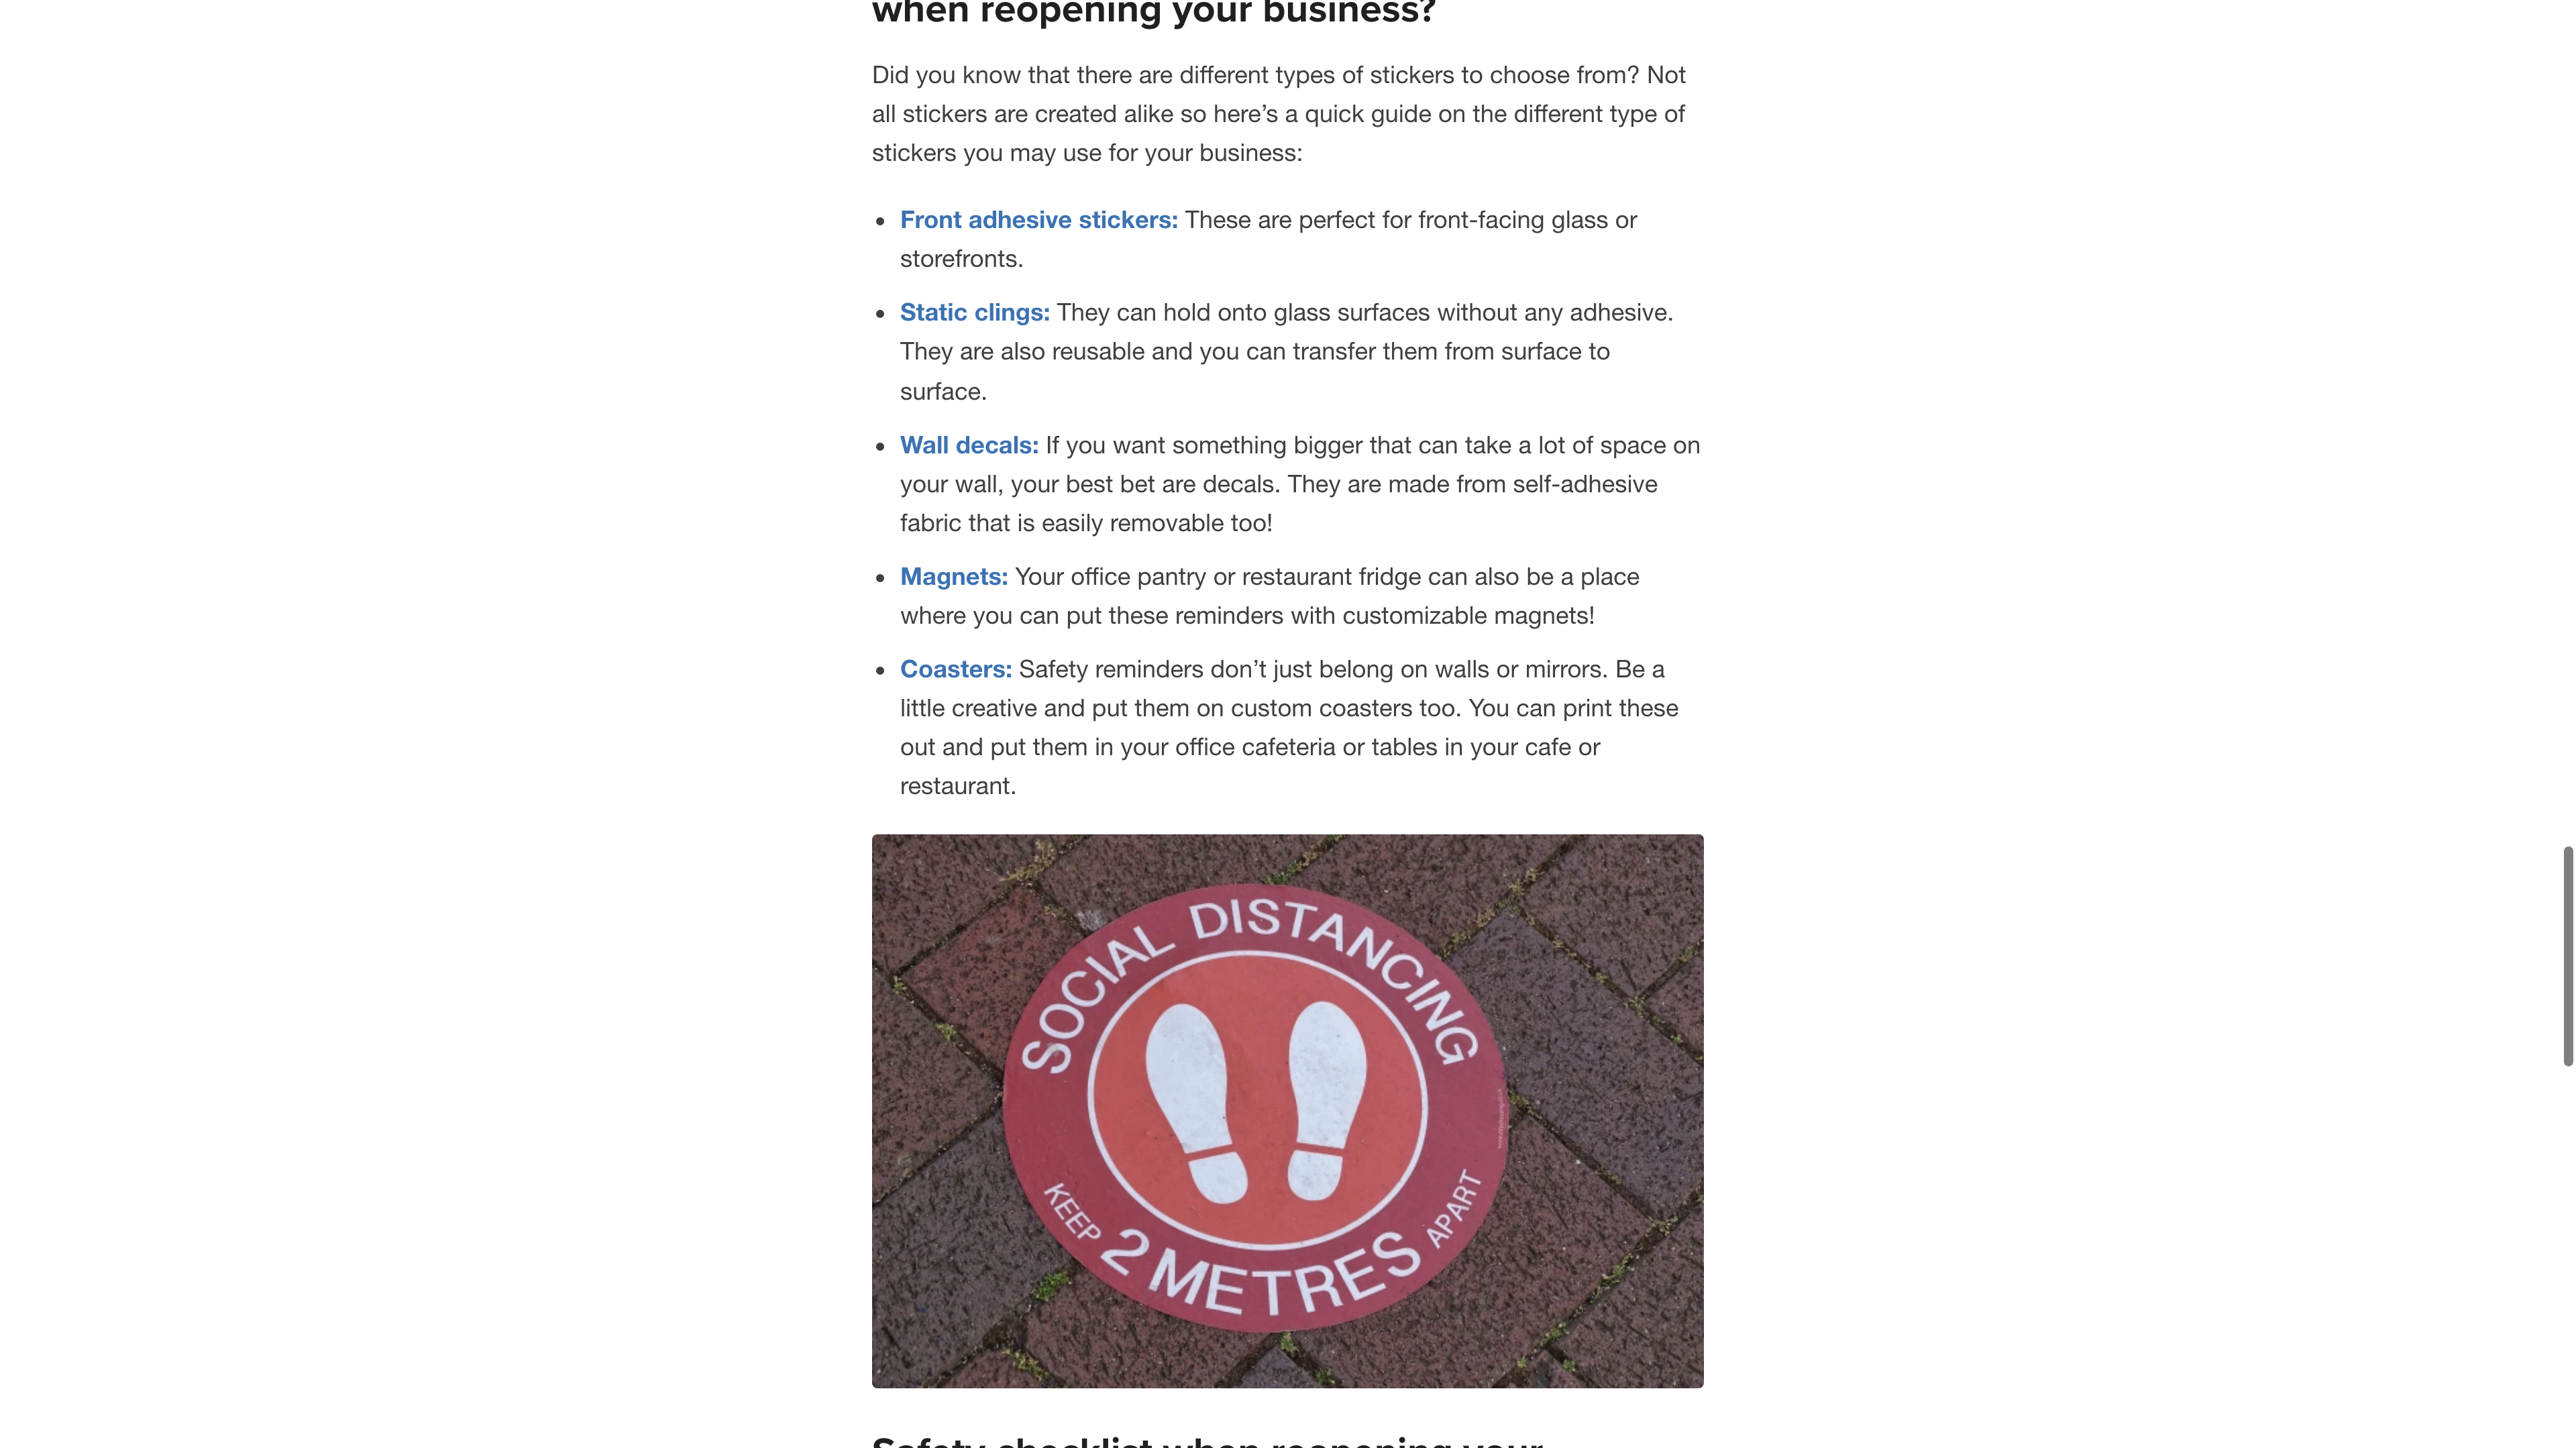 when reopening your business?
Did you know that there are different types of stickers to choose from? Not
all stickers are created alike so here’s a quick guide on the different type of
stickers you may use for your business:
Front adhesive stickers: These are perfect for front-facing glass or
storefronts.
Static clings: They can hold onto glass surfaces without any adhesive.
They are also reusable and you can transfer them from surface to
surface.
Wall decals: If you want something bigger that can take a lot of space on
your wall, your best bet are decals. They are made from self-adhesive
fabric that is easily removable too!
Magnets: Your office pantry or restaurant fridge can also be a place
where you can put these reminders with customizable magnets!
Coasters: Safety reminders don’t just belong on walls or mirrors. Be a
little creative and put them on custom coasters too. You can print these
out and put them in your office cafeteria or tables in your cafe or
restaurant.
SOCIAL DISTANCING
KEEP 2 METRES APART
Safety checklist when reopening your